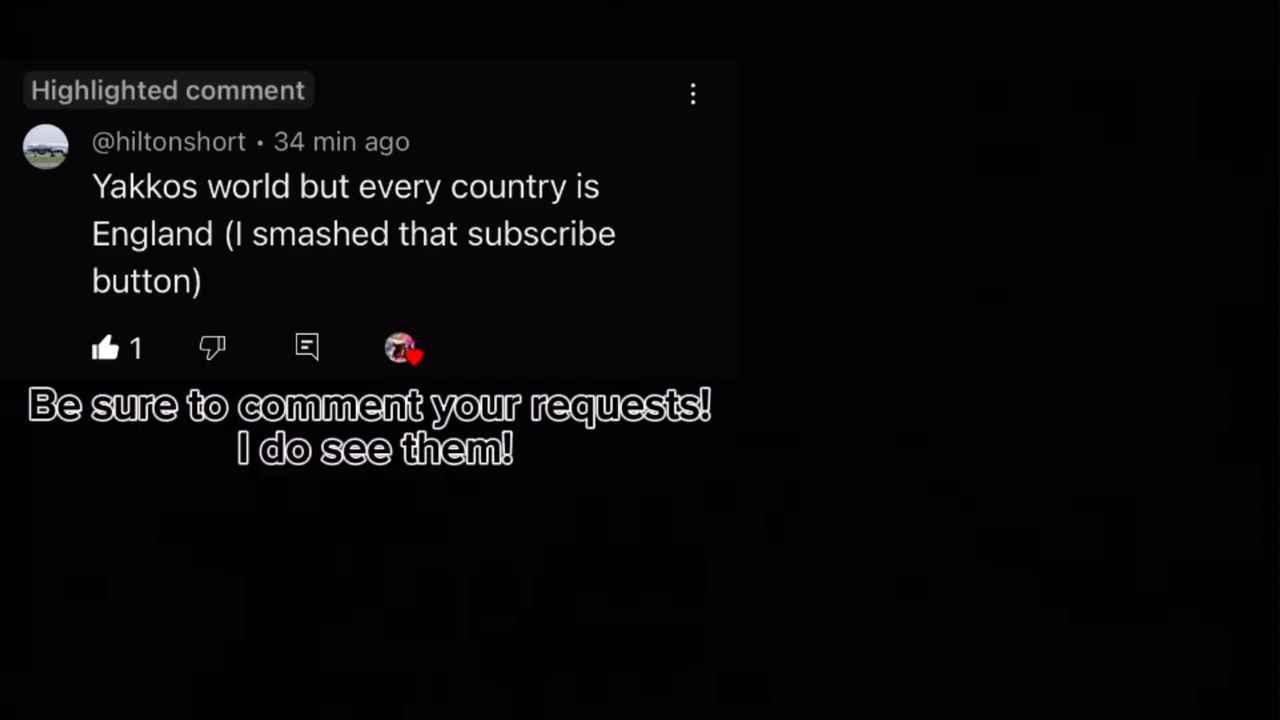 Highlighted comment
@hiltonshort • 34 min ago
Yakkos world but every country is
England (I smashed that subscribe
button)
1
Be sure to comment your requests!
I do see them!